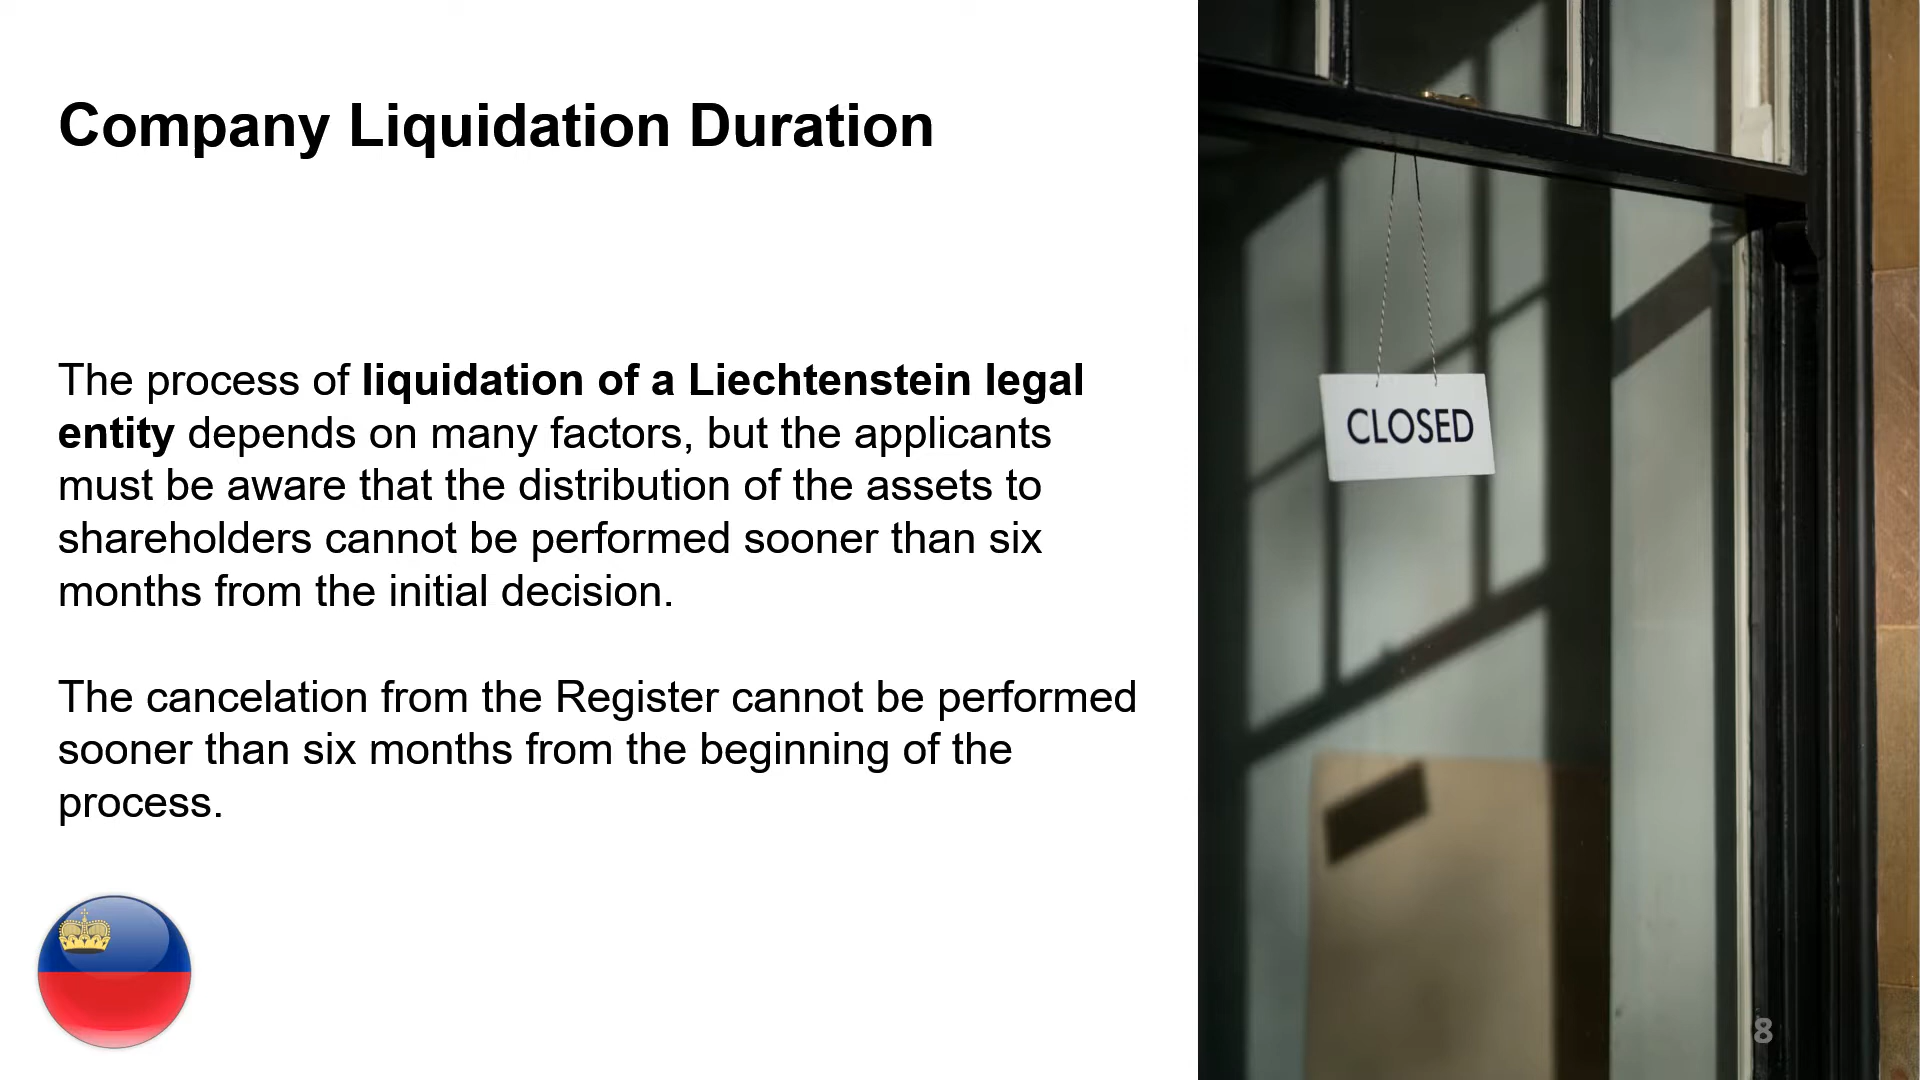 Company Liquidation Duration
The process of liquidation of a Liechtenstein legal
entity depends on many factors, but the applicants
must be aware that the distribution of the assets to
shareholders cannot be performed sooner than six
months from the initial decision.
The cancelation from the Register cannot be performed
sooner than six months from the beginning of the
process.
CLOSED
8